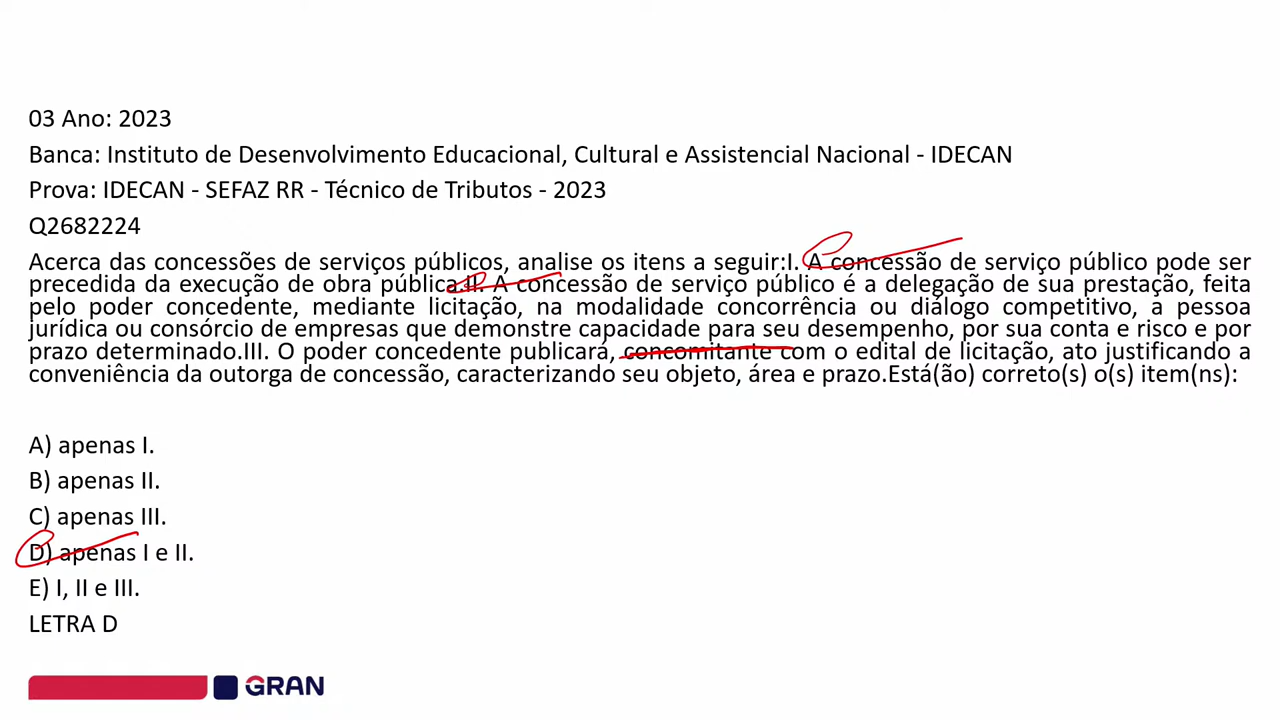 03 Ano: 2023
Banca: Instituto de Desenvolvimento Educacional, Cultural e Assistencial Nacional - IDECAN
Prova: IDECAN - SEFAZ RR - Técnico de Tributos - 2023
Q2682224
Acerca das concessões de serviços públicos, analise os itens a seguir:I. A concessão de serviço público pode ser
precedida da execução de obra pública.II. A concessão de serviço público é a delegação de sua prestação, feita
pelo poder concedente, mediante licitação, na modalidade concorrência ou diálogo competitivo, a pessoa
jurídica ou consórcio de empresas que demonstre capacidade para seu desempenho, por sua conta e risco e por
prazo determinado.III. O poder concedente publicará, concomitante com o edital de licitação, ato justificando a
conveniência da outorga de concessão, caracterizando seu objeto, área e prazo.Está(ão) correto(s) o(s) item(ns):
A) apenas I.
B) apenas II.
C) apenas III.
D) apenas I e II.
E) I, II e III.
LETRA D
GRAN